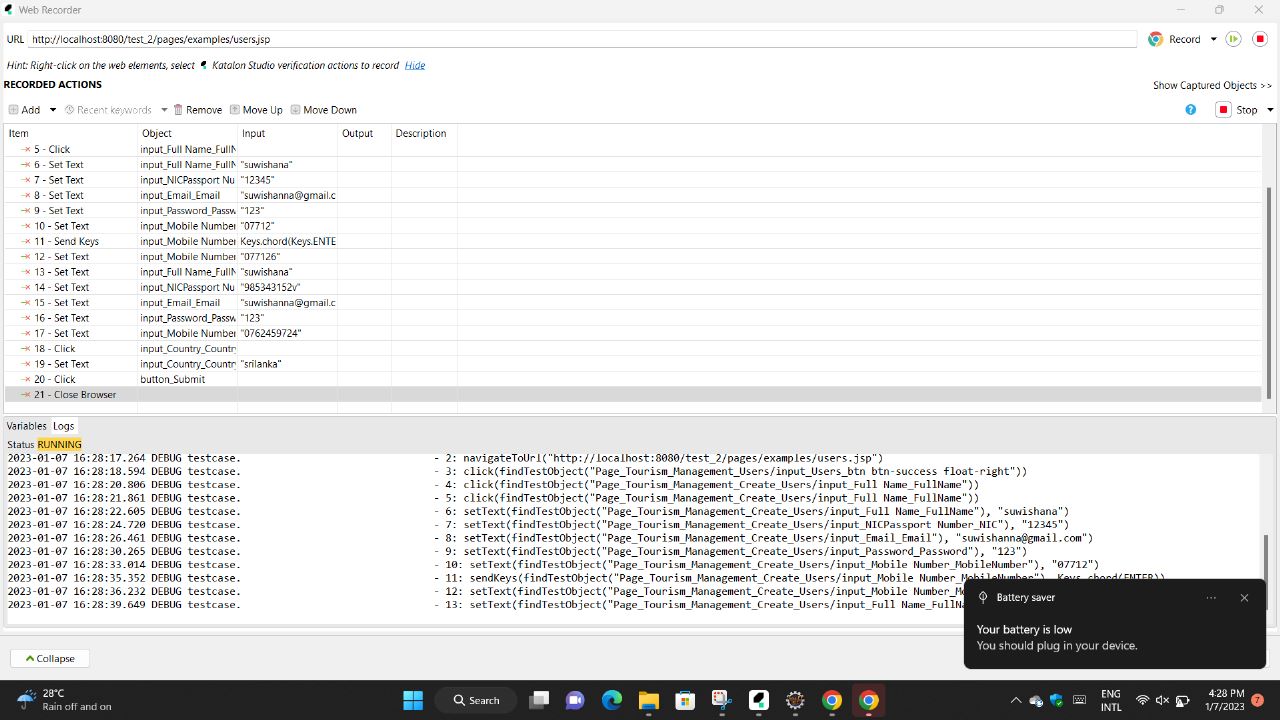 Web Recorder
URL http://localhost:8080/test_2/pages/examples/users.jsp Record
Hint: Right-click on the web elements, select Katalon Studio verification actions to record Hide
RECORDED ACTIONS
Show Captured Objects >>
Add Recent keywords Remove Move Up Move Down ? Stop
Item Object Input Output Description
5 - Click input_Full Name_FullN
6 - Set Text input_Full Name_FullN "suwishana"
7 - Set Text input_NICPassport Nu "12345"
8 - Set Text input_Email_Email "suwishanna@gmail.c
9 - Set Text input_Password_Passw "123"
10 - Set Text input_Mobile Number "07712"
11 - Send Keys input_Mobile Number Keys.chord(Keys.ENTE
12 - Set Text input_Mobile Number "077126"
13 - Set Text input_Full Name_FullN "suwishana"
14 - Set Text input_NICPassport Nu "985343152v"
15 - Set Text input_Email_Email "suwishanna@gmail.c
16 - Set Text input_Password_Passw "123"
17 - Set Text input_Mobile Number "0762459724"
18 - Click input_Country_Country
19 - Set Text input_Country_Country "srilanka"
20 - Click button_Submit
21 - Close Browser
Variables Logs
Status RUNNING
2023-01-07 16:28:17.264 DEBUG testcase. - 2: navigateToUrl("http://localhost:8080/test_2/pages/examples/users.jsp")
2023-01-07 16:28:18.594 DEBUG testcase. - 3: click(findTestObject("Page_Tourism_Management_Users/input_Users_btn btn-success float-right"))
2023-01-07 16:28:20.806 DEBUG testcase. - 4: click(findTestObject("Page_Tourism_Management_Create_Users/input_Full Name_FullName"))
2023-01-07 16:28:21.861 DEBUG testcase. - 5: click(findTestObject("Page_Tourism_Management_Create_Users/input_Full Name_FullName"))
2023-01-07 16:28:22.605 DEBUG testcase. - 6: setText(findTestObject("Page_Tourism_Management_Create_Users/input_Full Name_FullName"), "suwishana")
2023-01-07 16:28:24.720 DEBUG testcase. - 7: setText(findTestObject("Page_Tourism_Management_Create_Users/input_NICPassport Number_NIC"), "12345")
2023-01-07 16:28:26.461 DEBUG testcase. - 8: setText(findTestObject("Page_Tourism_Management_Create_Users/input_Email_Email"), "suwishanna@gmail.com")
2023-01-07 16:28:30.265 DEBUG testcase. - 9: setText(findTestObject("Page_Tourism_Management_Create_Users/input_Password_Password"), "123")
2023-01-07 16:28:33.014 DEBUG testcase. - 10: setText(findTestObject("Page_Tourism_Management_Create_Users/input_Mobile Number_MobileNumber"), "07712")
2023-01-07 16:28:35.352 DEBUG testcase. - 11: sendKeys(findTestObject("Page_Tourism_Management_Create_Users/input_Mobile Number_MobileNumber"), Keys.chord(ENTER))
2023-01-07 16:28:36.232 DEBUG testcase. - 12: setText(findTestObject("Page_Tourism_Management_Create_Users/input_Mobile Number_Mo
2023-01-07 16:28:39.649 DEBUG testcase. - 13: setText(findTestObject("Page_Tourism_Management_Create_Users/input_Full Name_FullNa
Battery saver
Your battery is low
You should plug in your device.
Collapse
28°C
Rain off and on
Search
ENG
INTL
4:28 PM
1/7/2023
7